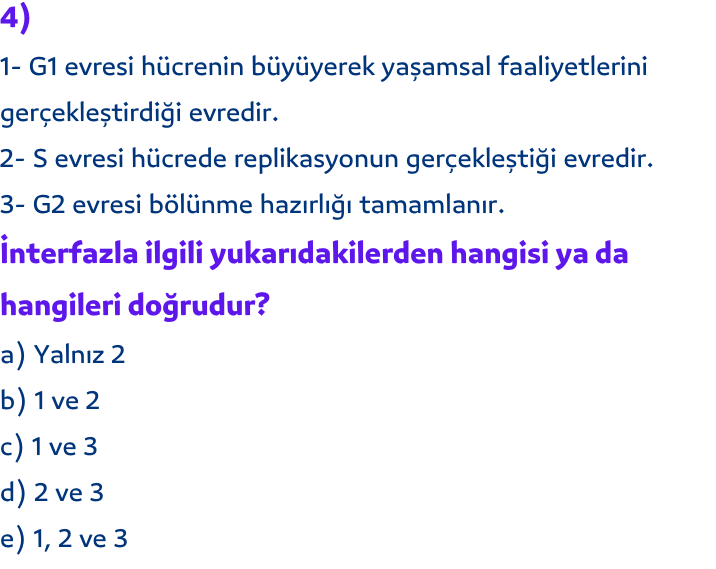 4)
1- G1 evresi hücrenin büyüyerek yaşamsal faaliyetlerini
gerçekleştirdiği evredir.
2- S evresi hücrede replikasyonun gerçekleştiği evredir.
3- G2 evresi bölünme hazırlığı tamamlanır.
İnterfazla ilgili yukarıdakilerden hangisi ya da
hangileri doğrudur?
a) Yalnız 2
b) 1 ve 2
c) 1 ve 3
d) 2 ve 3
e) 1, 2 ve 3